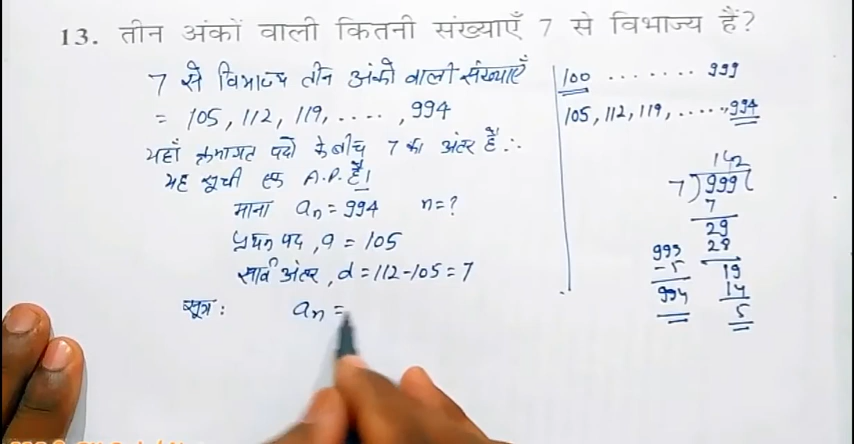 13. तीन अंकों वाली कितनी संख्याएँ 7 से विभाज्य हैं?
7 से विभाज्य तीन अंको वाली संख्याएँ
= 105, 112, 119, ....., 994
यहाँ क्रमागत पदो के बीच 7 का अंतर है ∴
यह सूची एक A.P. है।
माना an = 994 n = ?
प्रथम पद, a = 105
सार्व अंतर, d = 112-105 = 7
सूत्र : an =
100 ........ 999
105, 112, 119, ......, 994
142
7 ) 999 (
7
29
28
19
14
5
999
-5
994